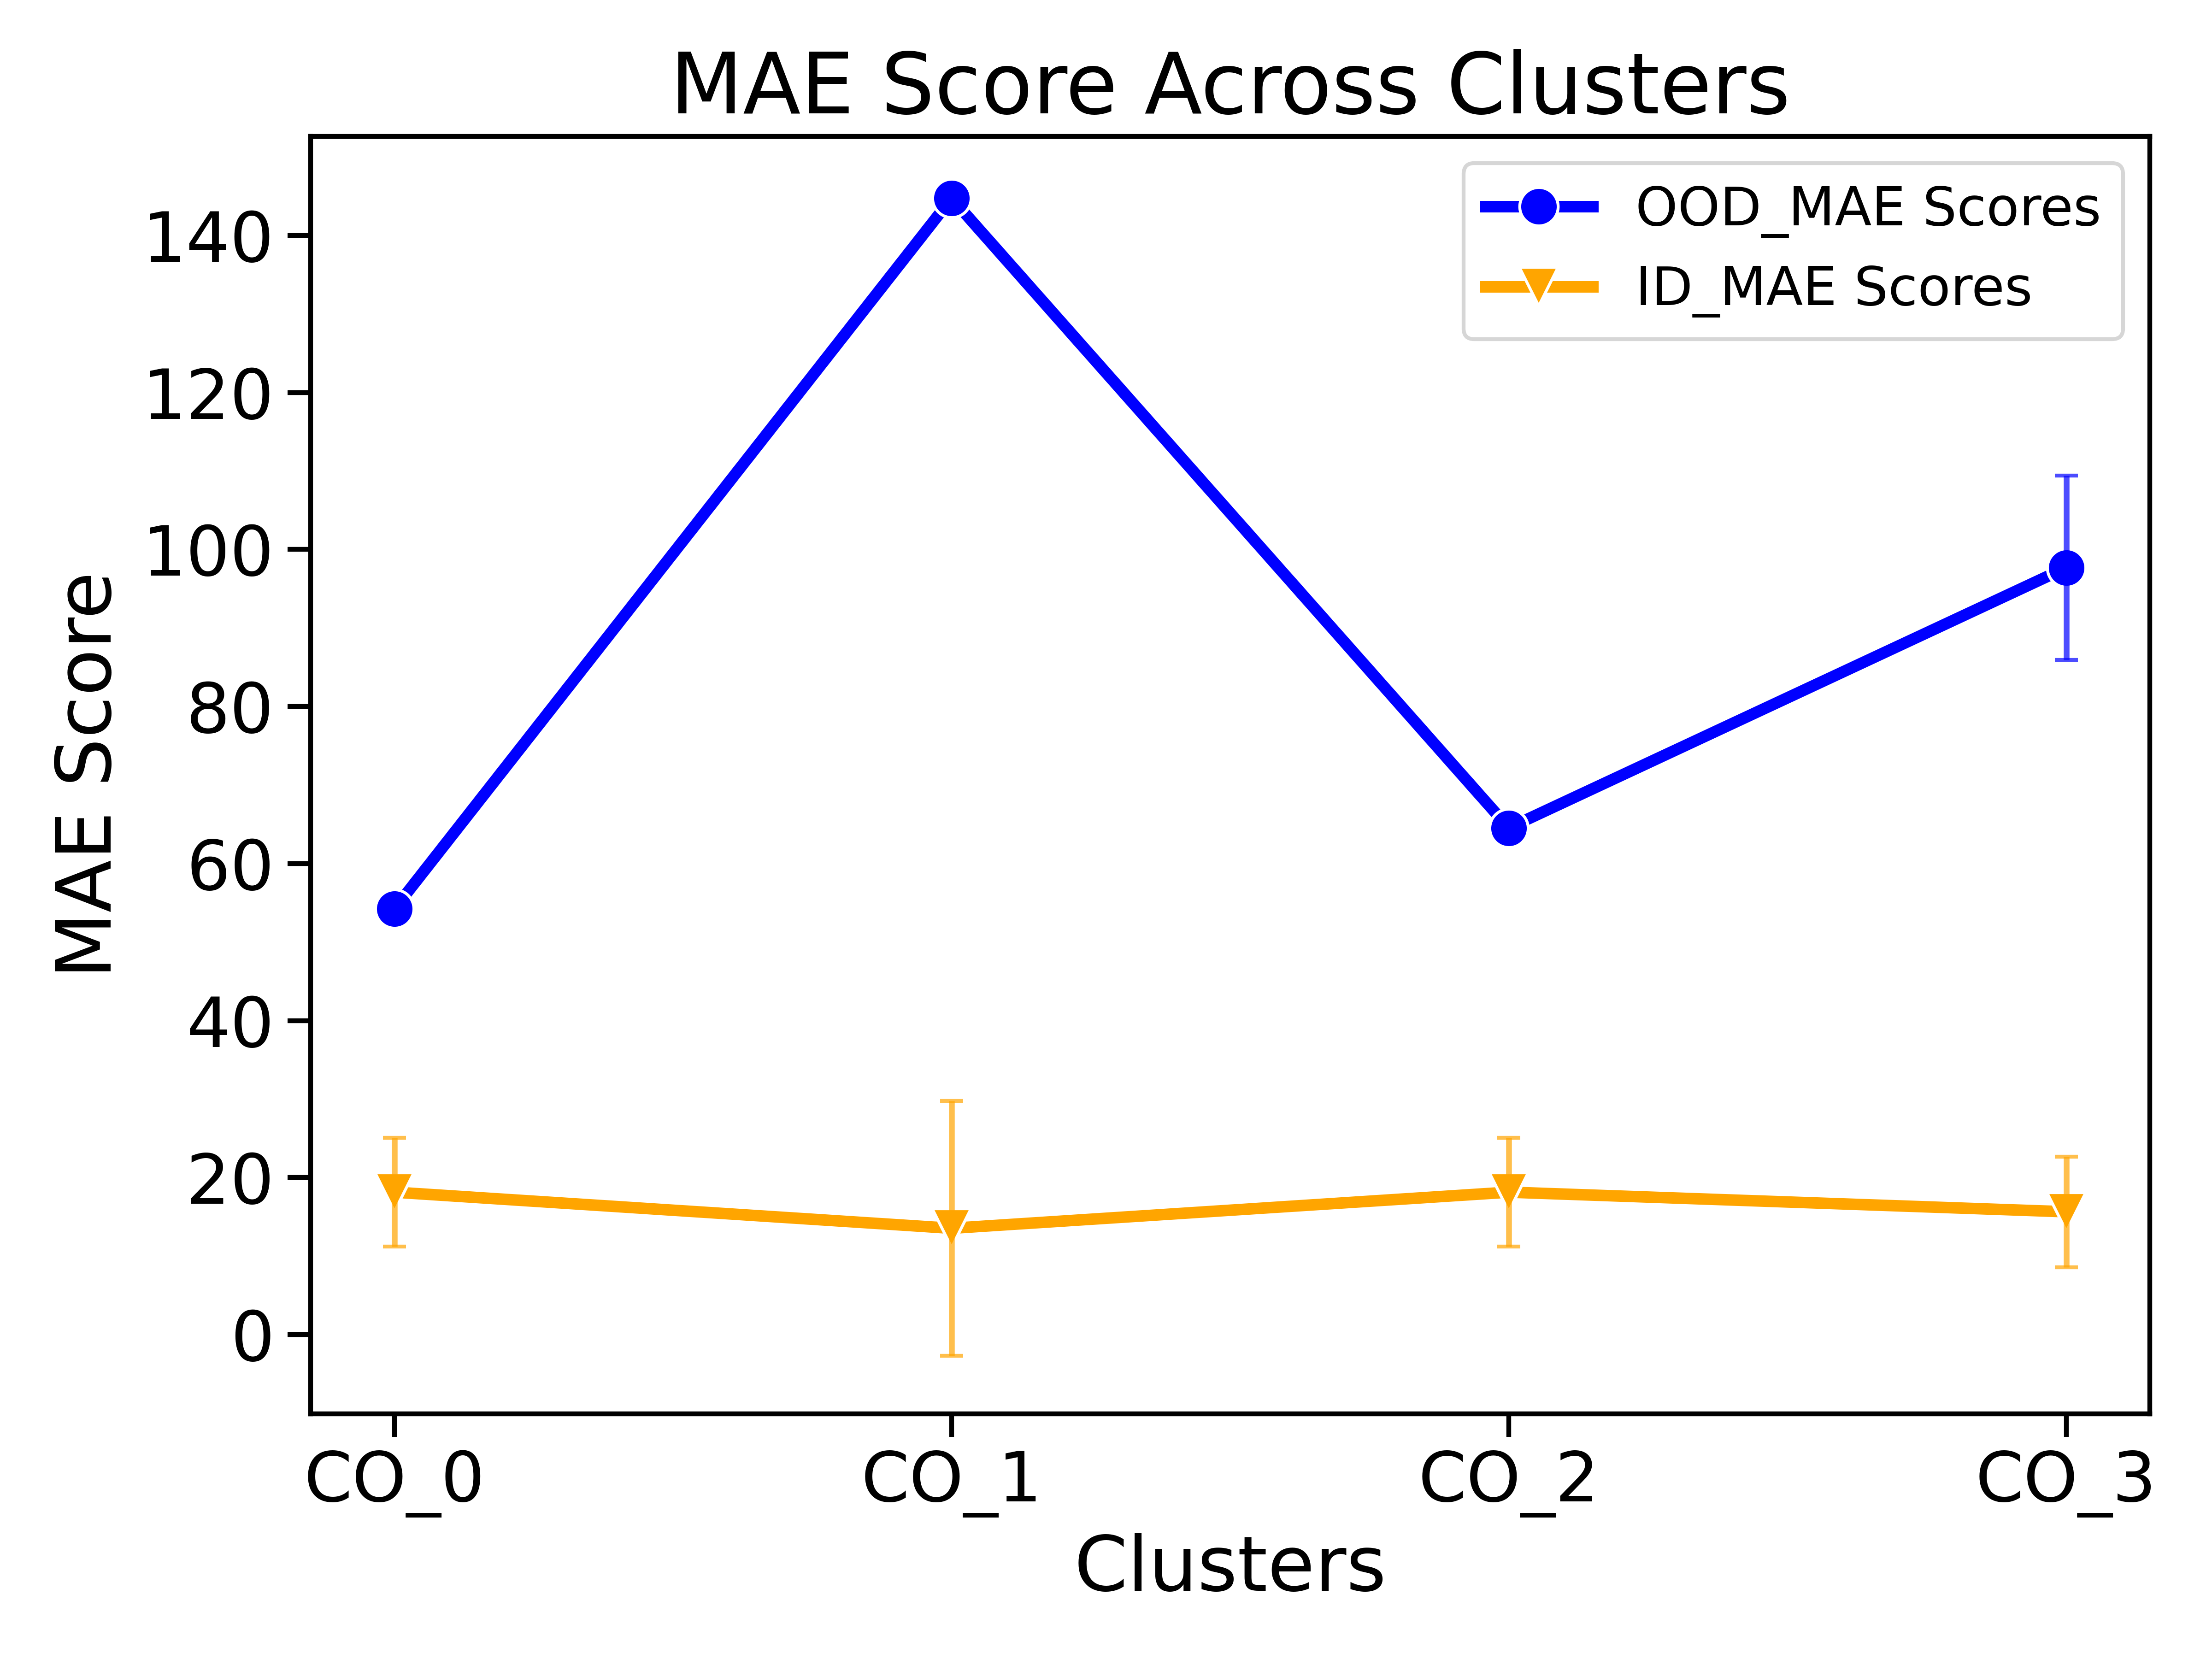 MAE Score Across Clusters
OOD_MAE Scores
ID_MAE Scores
MAE Score
140
120
100
80
60
40
20
0
CO_0
CO_1
CO_2
CO_3
Clusters